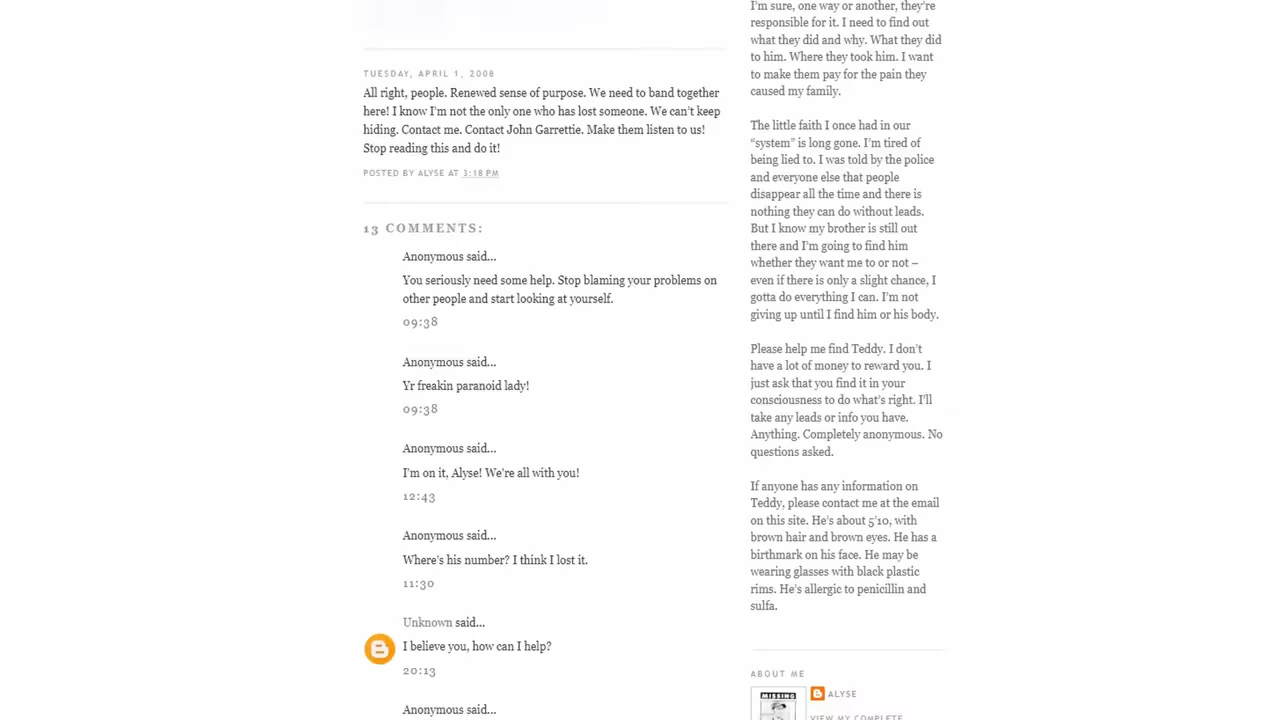 TUESDAY, APRIL 1, 2008
All right, people. Renewed sense of purpose. We need to band together
here! I know I'm not the only one who has lost someone. We can't keep
hiding. Contact me. Contact John Garrettie. Make them listen to us!
Stop reading this and do it!
POSTED BY ALYSE AT 3:18 PM
13 COMMENTS:
Anonymous said...
You seriously need some help. Stop blaming your problems on
other people and start looking at yourself.
09:38
Anonymous said...
Yr freakin paranoid lady!
09:38
Anonymous said...
I'm on it, Alyse! We're all with you!
12:43
Anonymous said...
Where's his number? I think I lost it.
11:30
Unknown said...
I believe you, how can I help?
20:13
Anonymous said...
I'm sure, one way or another, they're
responsible for it. I need to find out
what they did and why. What they did
to him. Where they took him. I want
to make them pay for the pain they
caused my family.
The little faith I once had in our
“system” is long gone. I'm tired of
being lied to. I was told by the police
and everyone else that people
disappear all the time and there is
nothing they can do without leads.
But I know my brother is still out
there and I'm going to find him
whether they want me to or not –
even if there is only a slight chance, I
gotta do everything I can. I'm not
giving up until I find him or his body.
Please help me find Teddy. I don't
have a lot of money to reward you. I
just ask that you find it in your
consciousness to do what's right. I'll
take any leads or info you have.
Anything. Completely anonymous. No
questions asked.
If anyone has any information on
Teddy, please contact me at the email
on this site. He's about 5'10, with
brown hair and brown eyes. He has a
birthmark on his face. He may be
wearing glasses with black plastic
rims. He's allergic to penicillin and
sulfa.
ABOUT ME
MISSING
ALYSE
VIEW MY COMPLETE